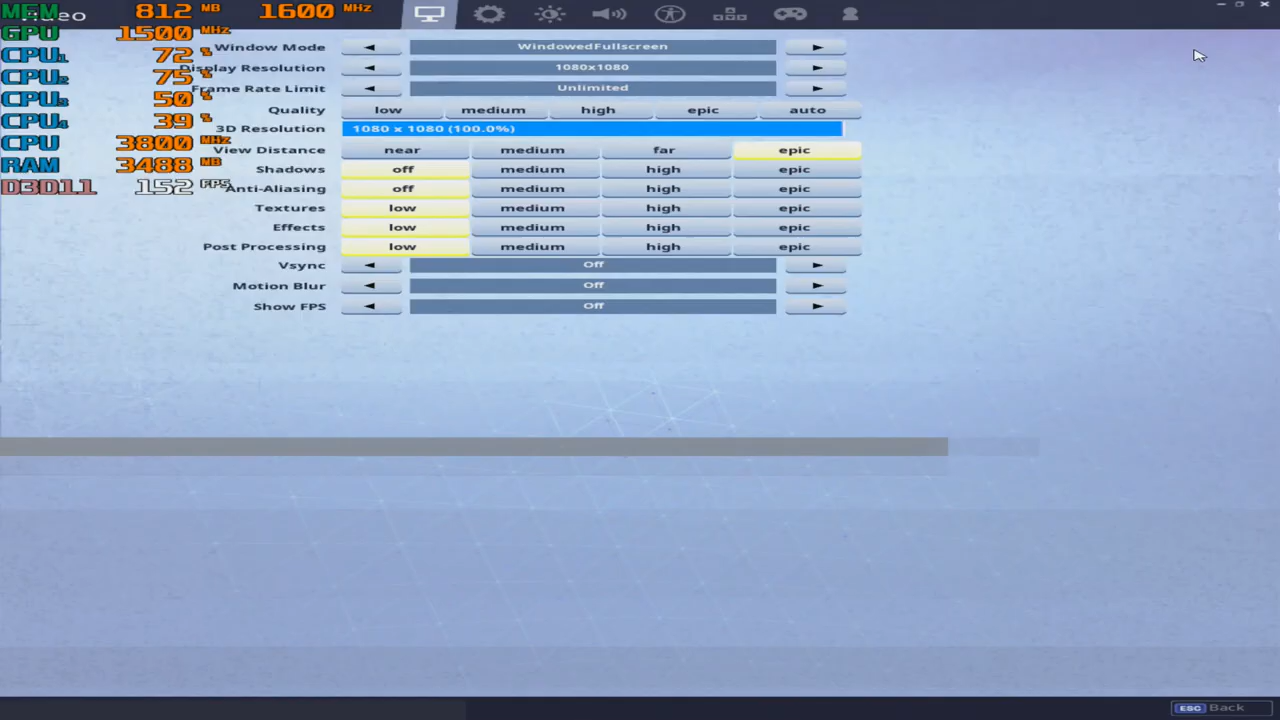 Video
MEM 812 MB 1600 MHz
GPU 1500 MHz
CPU1 72 %
CPU2 75 %
CPU3 50 %
CPU4 39 %
CPU 3800 MHz
RAM 3488 MB
D3D11 152 FPS
Window Mode WindowedFullscreen
Display Resolution 1080x1080
Frame Rate Limit Unlimited
Quality low medium high epic auto
3D Resolution 1080 x 1080 (100.0%)
View Distance near medium far epic
Shadows off medium high epic
Anti-Aliasing off medium high epic
Textures low medium high epic
Effects low medium high epic
Post Processing low medium high epic
Vsync Off
Motion Blur Off
Show FPS Off
ESC Back